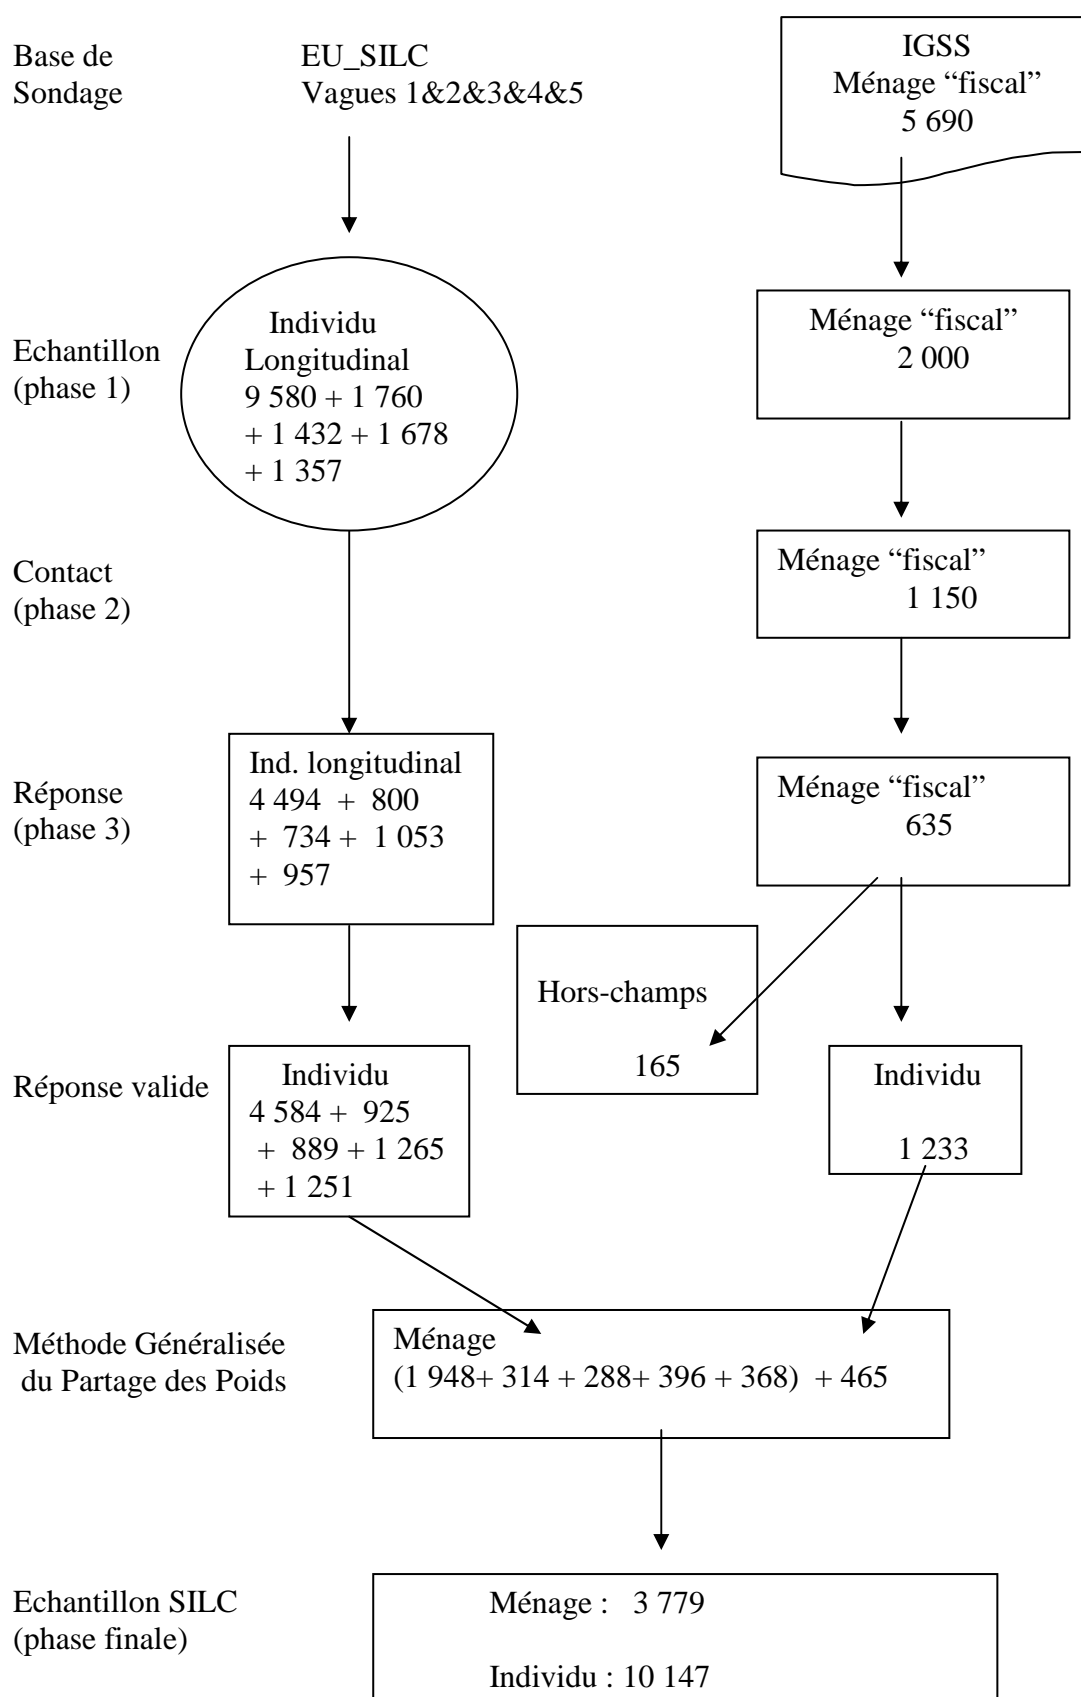 Base de
Sondage
EU_SILC
Vagues 1&2&3&4&5
IGSS
Ménage “fiscal”
5 690
Echantillon
(phase 1)
Individu
Longitudinal
9 580 + 1 760
+ 1 432 + 1 678
+ 1 357
Ménage “fiscal”
2 000
Contact
(phase 2)
Ménage “fiscal”
1 150
Réponse
(phase 3)
Ind. longitudinal
4 494 + 800
+ 734 + 1 053
+ 957
Ménage “fiscal”
635
Hors-champs
165
Réponse valide
Individu
4 584 + 925
+ 889 + 1 265
+ 1 251
Individu
1 233
Méthode Généralisée
du Partage des Poids
Ménage
(1 948+ 314 + 288+ 396 + 368) + 465
Echantillon SILC
(phase finale)
Ménage : 3 779
Individu : 10 147